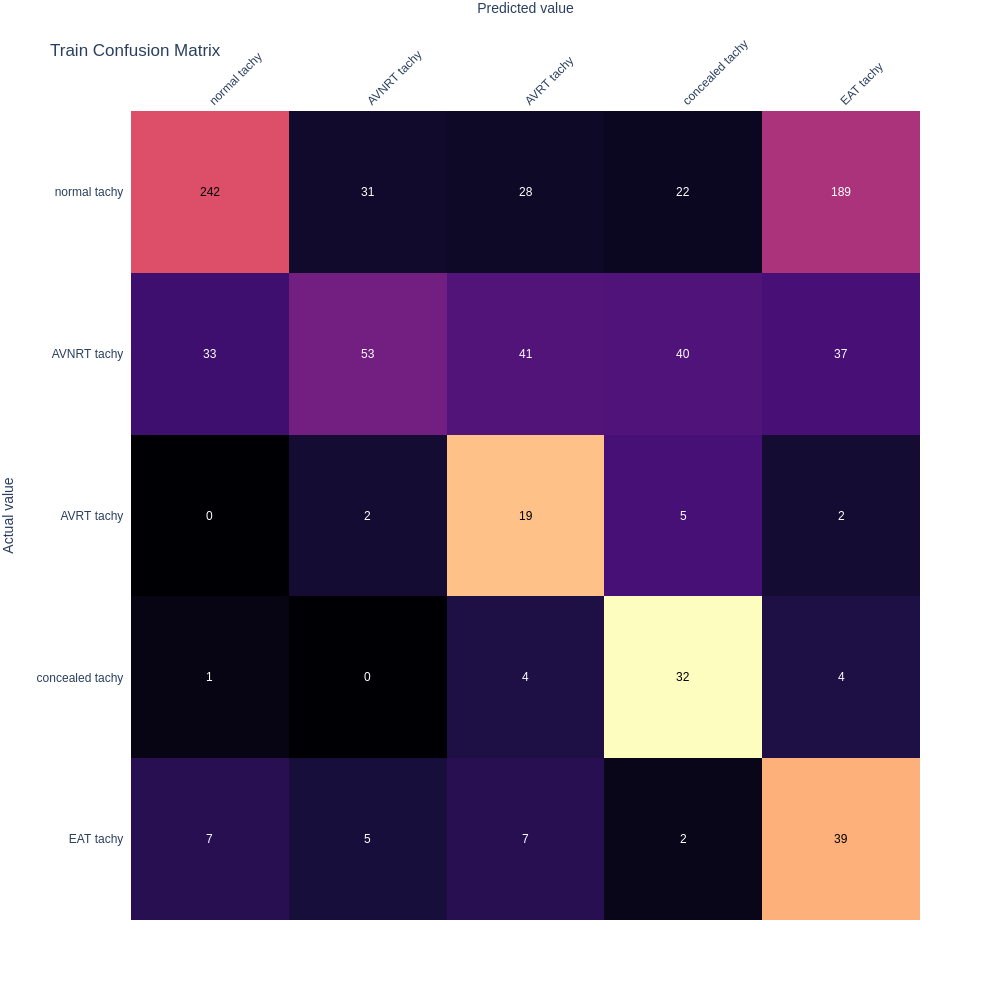 Predicted value
Train Confusion Matrix
normal tachy
AVNRT tachy
AVRT tachy
concealed tachy
EAT tachy
normal tachy 242 31 28 22 189
AVNRT tachy 33 53 41 40 37
AVRT tachy 0 2 19 5 2
concealed tachy 1 0 4 32 4
EAT tachy 7 5 7 2 39
Actual value